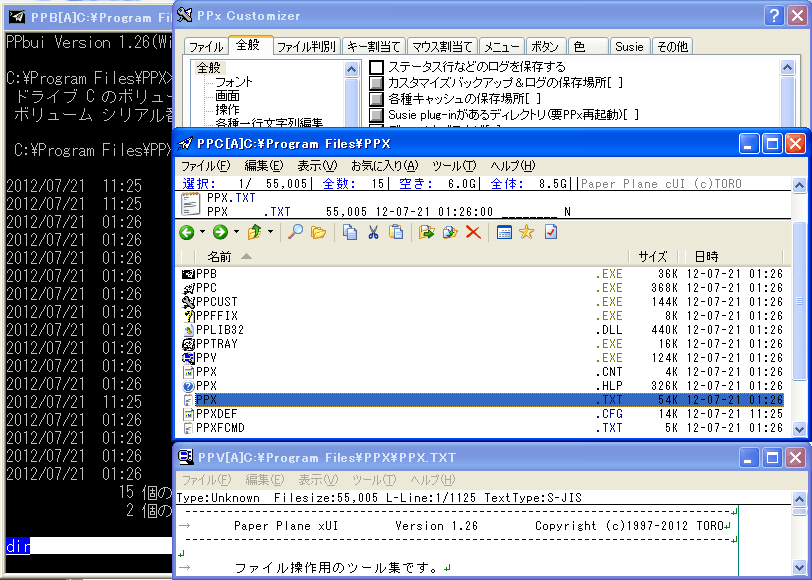 PPB[A]C:¥Program Fi
PPbui Version 1.26(Wi
C:¥Program Files¥PPX>
ドライブ C のボリュー
ボリューム シリアル番
C:¥Program Files¥PPX
2012/07/21 11:25
2012/07/21 11:25
2012/07/21 01:26
2012/07/21 01:26
2012/07/21 01:26
2012/07/21 01:26
2012/07/21 01:26
2012/07/21 01:26
2012/07/21 01:26
2012/07/21 01:26
2012/07/21 01:26
2012/07/21 01:26
2012/07/21 11:25
2012/07/21 01:26
2012/07/21 01:26
2012/07/21 01:26
2012/07/21 01:26
15 個の
2 個の
dir
PPx Customizer
ファイル 全般 ファイル判別 キー割当て マウス割当て メニュー ボタン 色 Susie その他
全般
フォント
画面
操作
各種一行文字列編集
ステータス行などのログを保存する
カスタマイズバックアップ＆ログの保存場所[ ]
各種キャッシュの保存場所[ ]
Susie plug-inがあるディレクトリ(要PPx再起動)[ ]
PPC[A]C:¥Program Files¥PPX
ファイル(F) 編集(E) 表示(V) お気に入り(A) ツール(T) ヘルプ(H)
選択: 1/ 55,005| 全数: 15| 空き: 6.0G| 全体: 8.5G||Paper Plane cUI (c)TORO
PPX.TXT
PPX .TXT 55,005 12-07-21 01:26:00 ________ N
名前 サイズ 日時
PPB .EXE 36K 12-07-21 01:26
PPC .EXE 368K 12-07-21 01:26
PPCUST .EXE 144K 12-07-21 01:26
PPFFIX .EXE 8K 12-07-21 01:26
PPLIB32 .DLL 440K 12-07-21 01:26
PPTRAY .EXE 16K 12-07-21 01:26
PPV .EXE 124K 12-07-21 01:26
PPX .CNT 4K 12-07-21 01:26
PPX .HLP 326K 12-07-21 01:26
PPX .TXT 54K 12-07-21 01:26
PPXDEF .CFG 14K 12-07-21 11:25
PPXFCMD .TXT 5K 12-07-21 01:26
PPV[A]C:¥Program Files¥PPX¥PPX.TXT
ファイル(F) 編集(E) 表示(V) ツール(T) ヘルプ(H)
Type:Unknown Filesize:55,005 L-Line:1/1125 TextType:S-JIS
Paper Plane xUI Version 1.26 Copyright (c)1997-2012 TORO
ファイル操作用のツール集です。